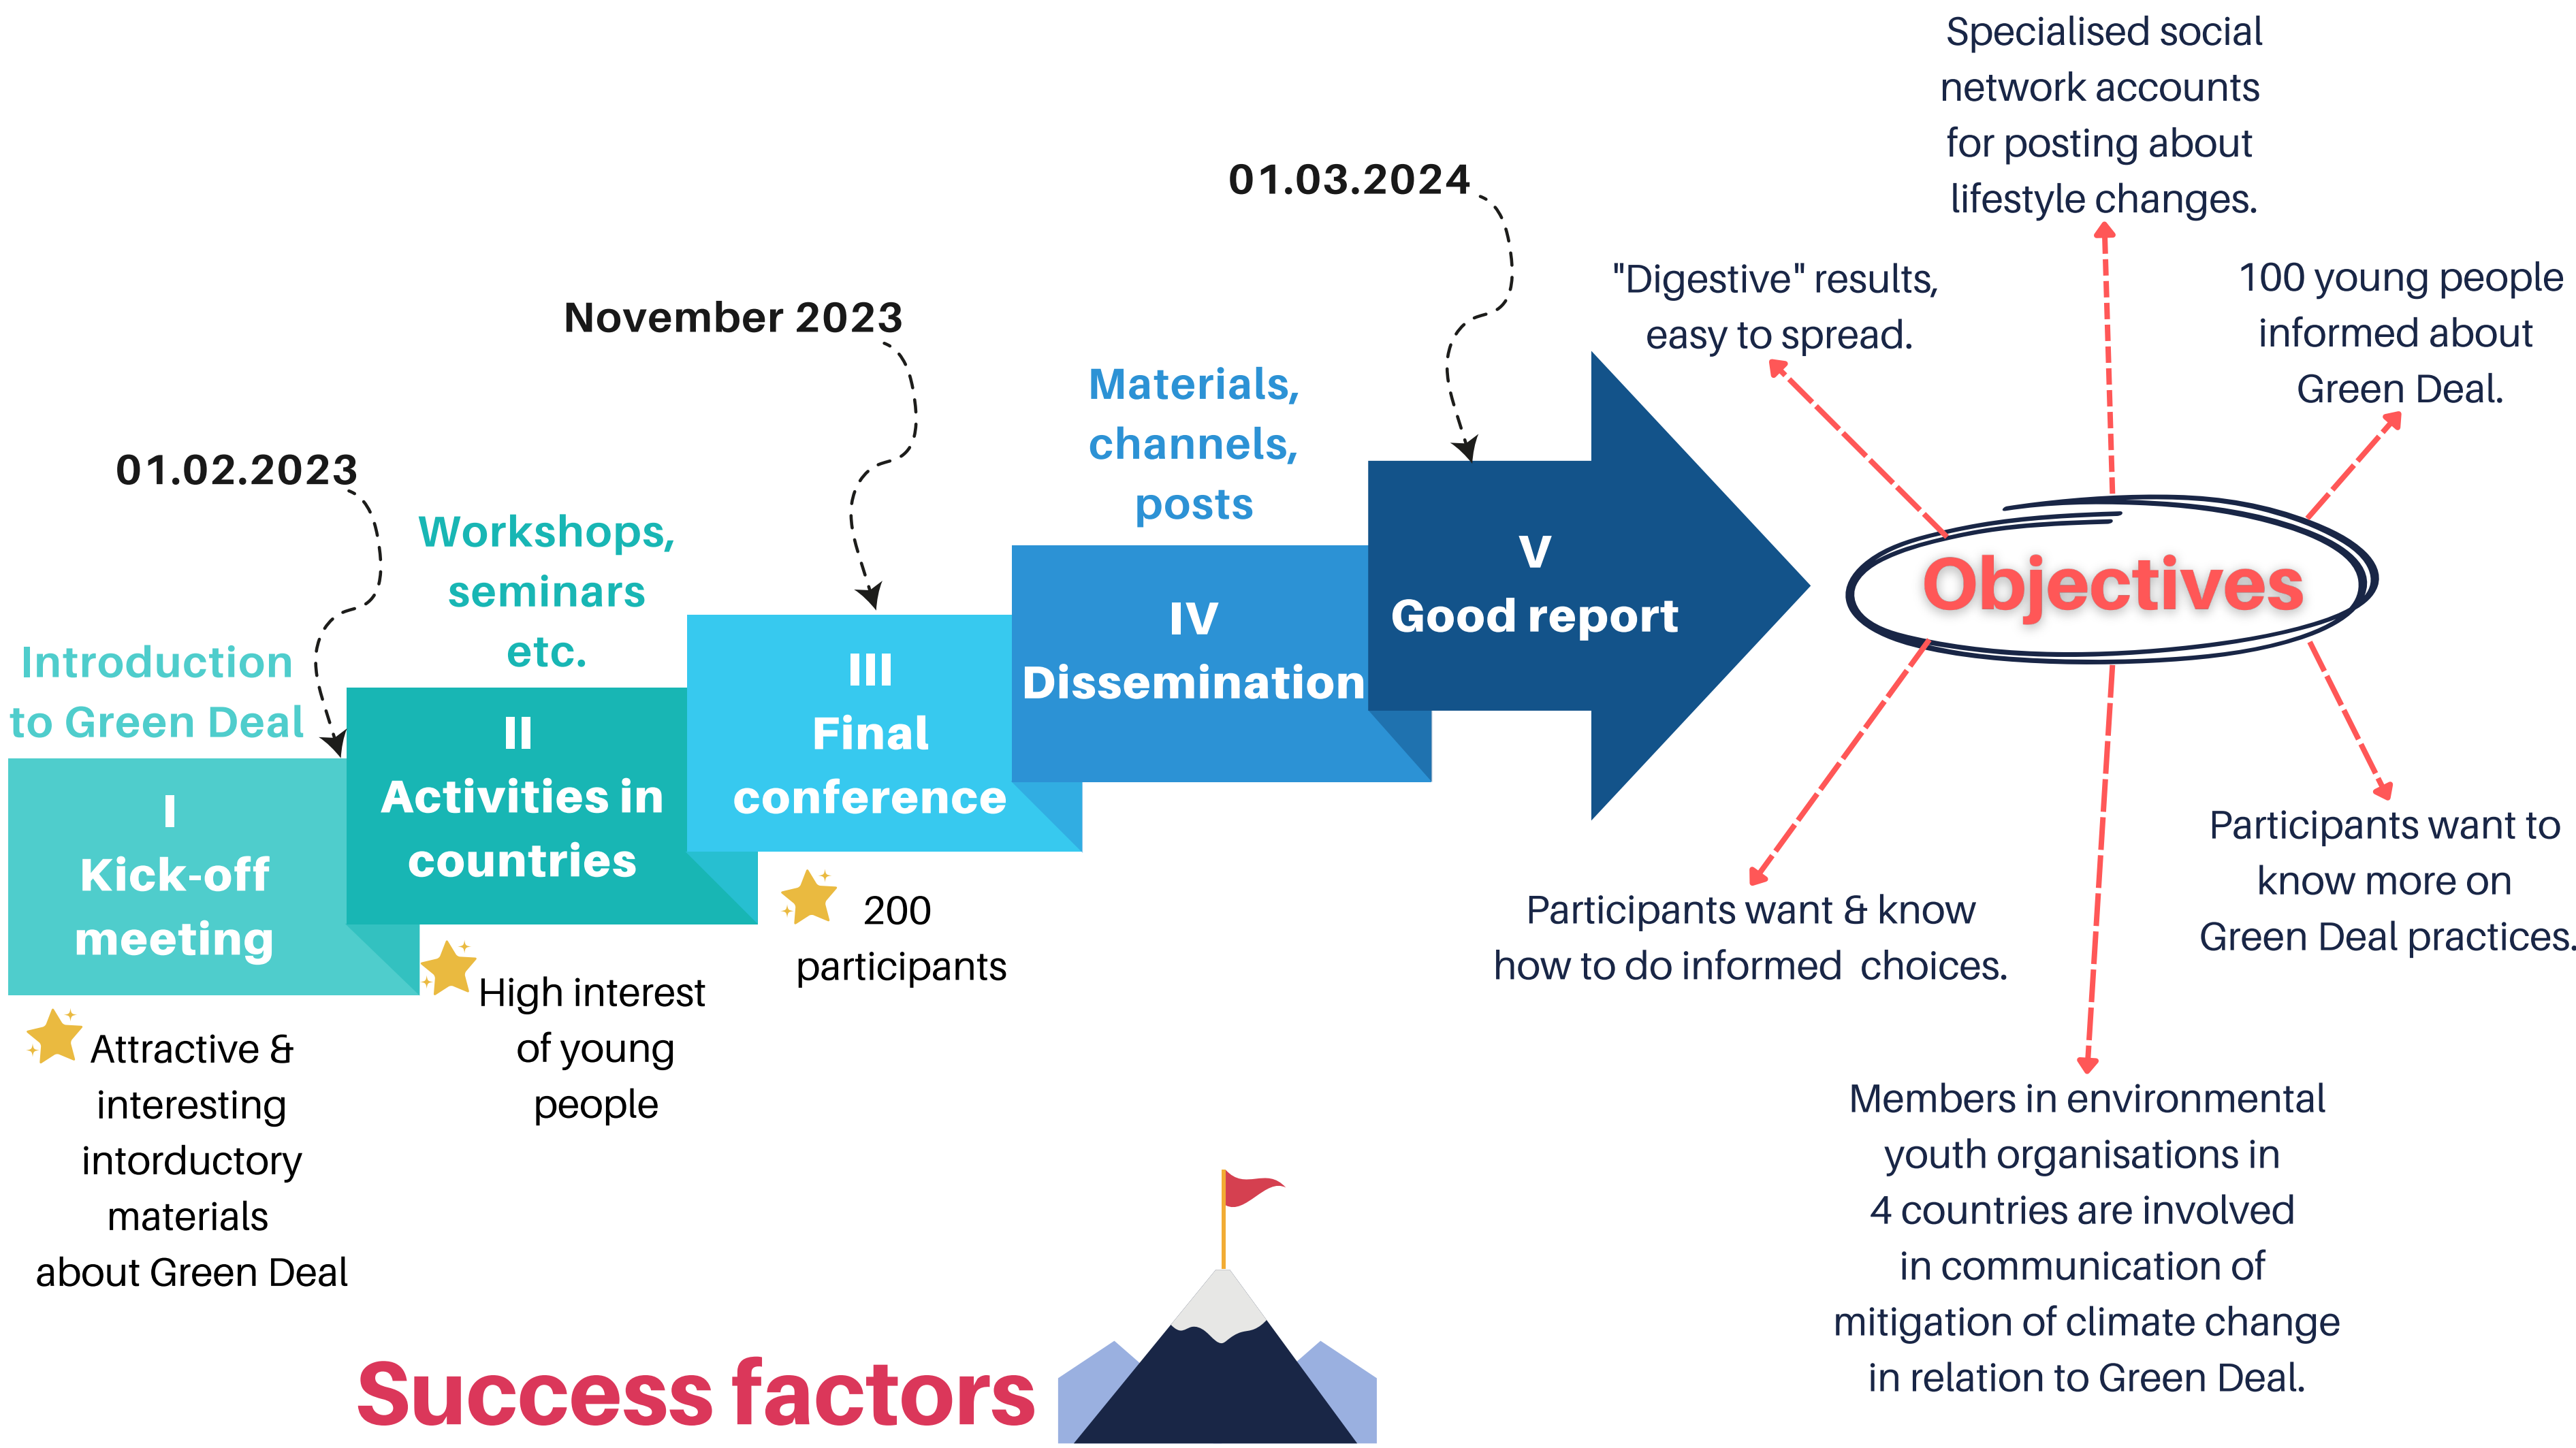 01.02.2023
Introduction
to Green Deal
I
Kick-off
meeting
Attractive &
interesting
intorductory
materials
about Green Deal
Workshops,
seminars
etc.
II
Activities in
countries
High interest
of young
people
November 2023
III
Final
conference
200
participants
Materials,
channels,
posts
IV
Dissemination
01.03.2024
V
Good report
Objectives
"Digestive" results,
easy to spread.
Specialised social
network accounts
for posting about
lifestyle changes.
100 young people
informed about
Green Deal.
Participants want & know
how to do informed  choices.
Members in environmental
youth organisations in
4 countries are involved
in communication of
mitigation of climate change
in relation to Green Deal.
Participants want to
know more on
Green Deal practices.
Success factors